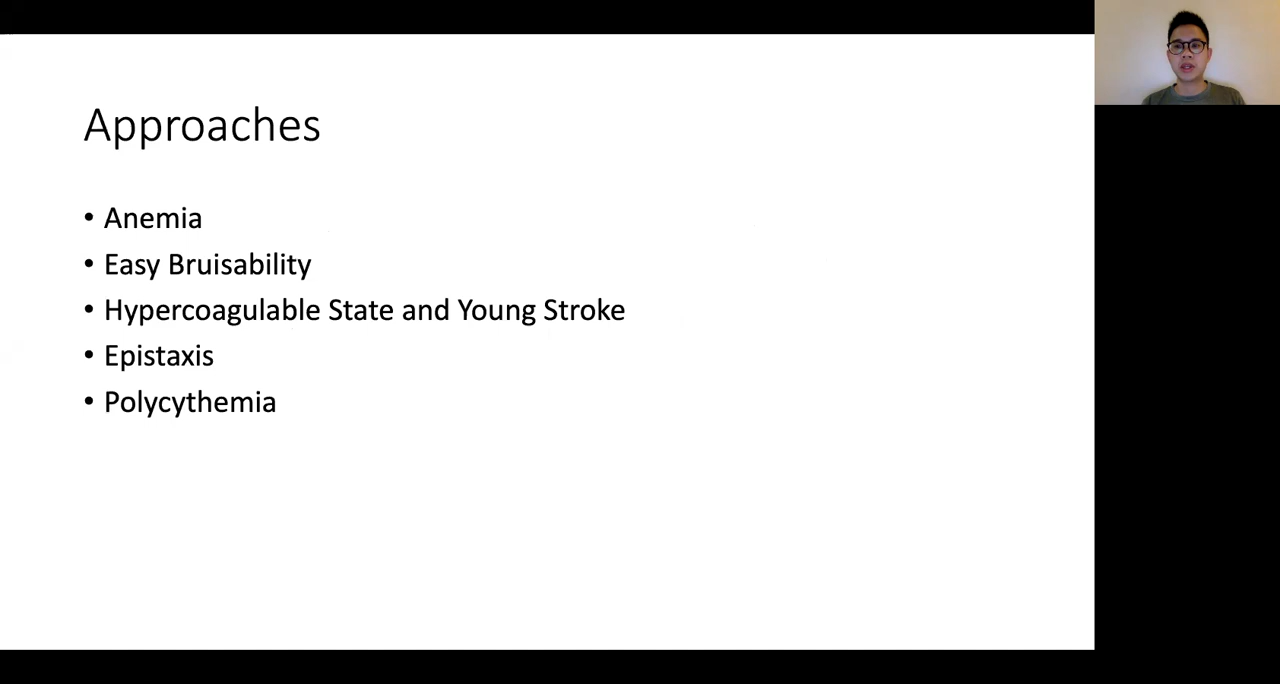 Approaches
• Anemia
• Easy Bruisability
• Hypercoagulable State and Young Stroke
• Epistaxis
• Polycythemia